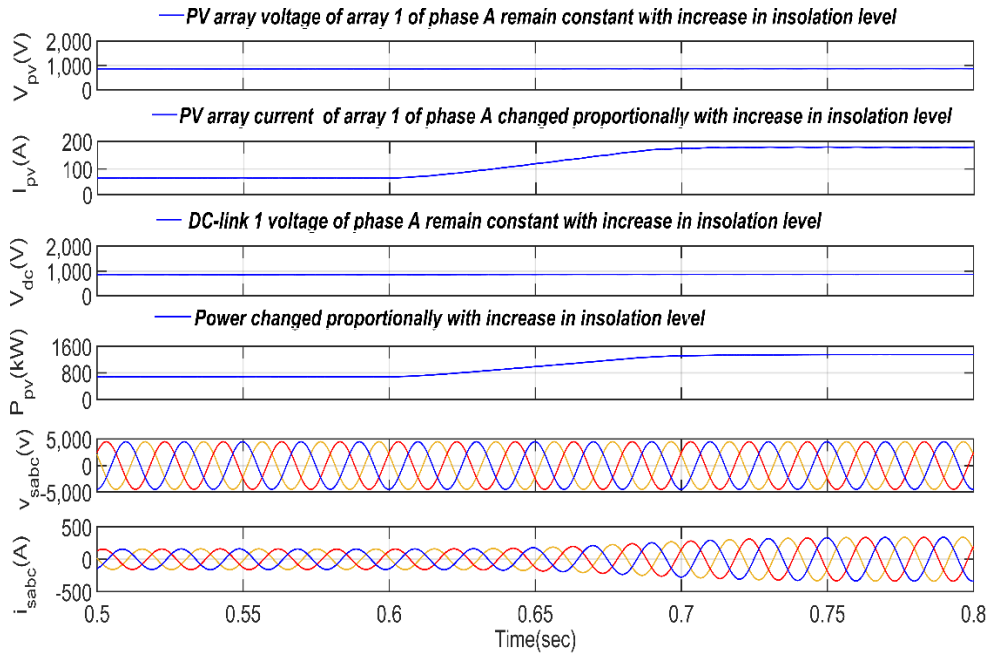 PV array voltage of array 1 of phase A remain constant with increase in insolation level
2,000
1,000
0
V_pv(V)
PV array current of array 1 of phase A changed proportionally with increase in insolation level
200
100
0
I_pv(A)
DC-link 1 voltage of phase A remain constant with increase in insolation level
2,000
1,000
0
V_dc(V)
Power changed proportionally with increase in insolation level
1600
800
0
P_pv(kW)
5,000
0
-5,000
v_sabc(v)
500
0
-500
i_sabc(A)
0.5 0.55 0.6 0.65 0.7 0.75 0.8
Time(sec)